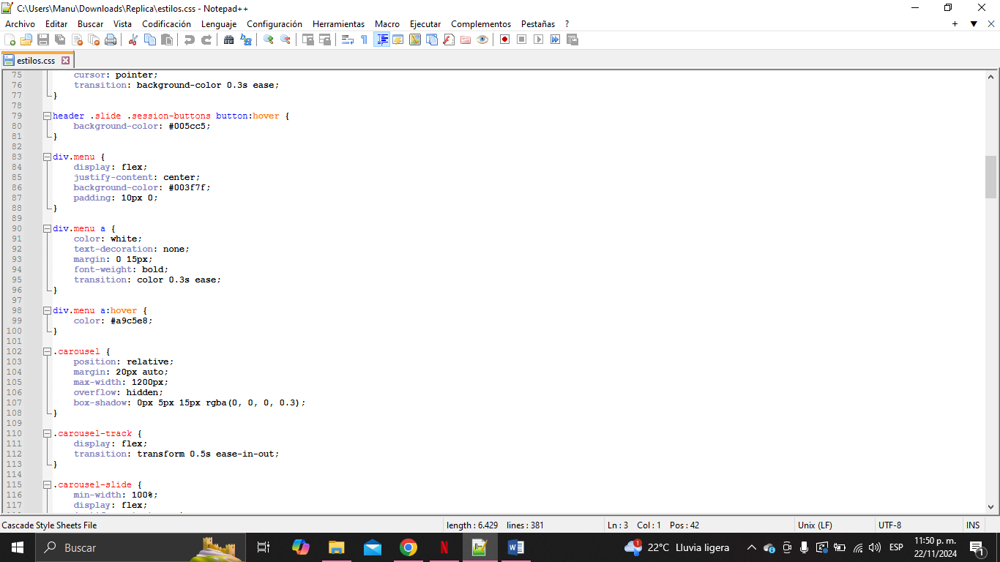 C:\Users\Manu\Downloads\Replica\estilos.css - Notepad++
Archivo Editar Buscar Vista Codificación Lenguaje Configuración Herramientas Macro Ejecutar Complementos Pestañas ?
estilos.css
75 cursor: pointer;
76 transition: background-color 0.3s ease;
77 }
78
79 header .slide .session-buttons button:hover {
80 background-color: #005cc5;
81 }
82
83 div.menu {
84 display: flex;
85 justify-content: center;
86 background-color: #003f7f;
87 padding: 10px 0;
88 }
89
90 div.menu a {
91 color: white;
92 text-decoration: none;
93 margin: 0 15px;
94 font-weight: bold;
95 transition: color 0.3s ease;
96 }
97
98 div.menu a:hover {
99 color: #a9c5e8;
100 }
101
102 .carousel {
103 position: relative;
104 margin: 20px auto;
105 max-width: 1200px;
106 overflow: hidden;
107 box-shadow: 0px 5px 15px rgba(0, 0, 0, 0.3);
108 }
109
110 .carousel-track {
111 display: flex;
112 transition: transform 0.5s ease-in-out;
113 }
114
115 .carousel-slide {
116 min-width: 100%;
117 display: flex;
Cascade Style Sheets File length : 6.429 lines : 381 Ln : 3 Col : 1 Pos : 42 Unix (LF) UTF-8 INS
Buscar 22°C Lluvia ligera ESP 11:50 p. m.
22/11/2024